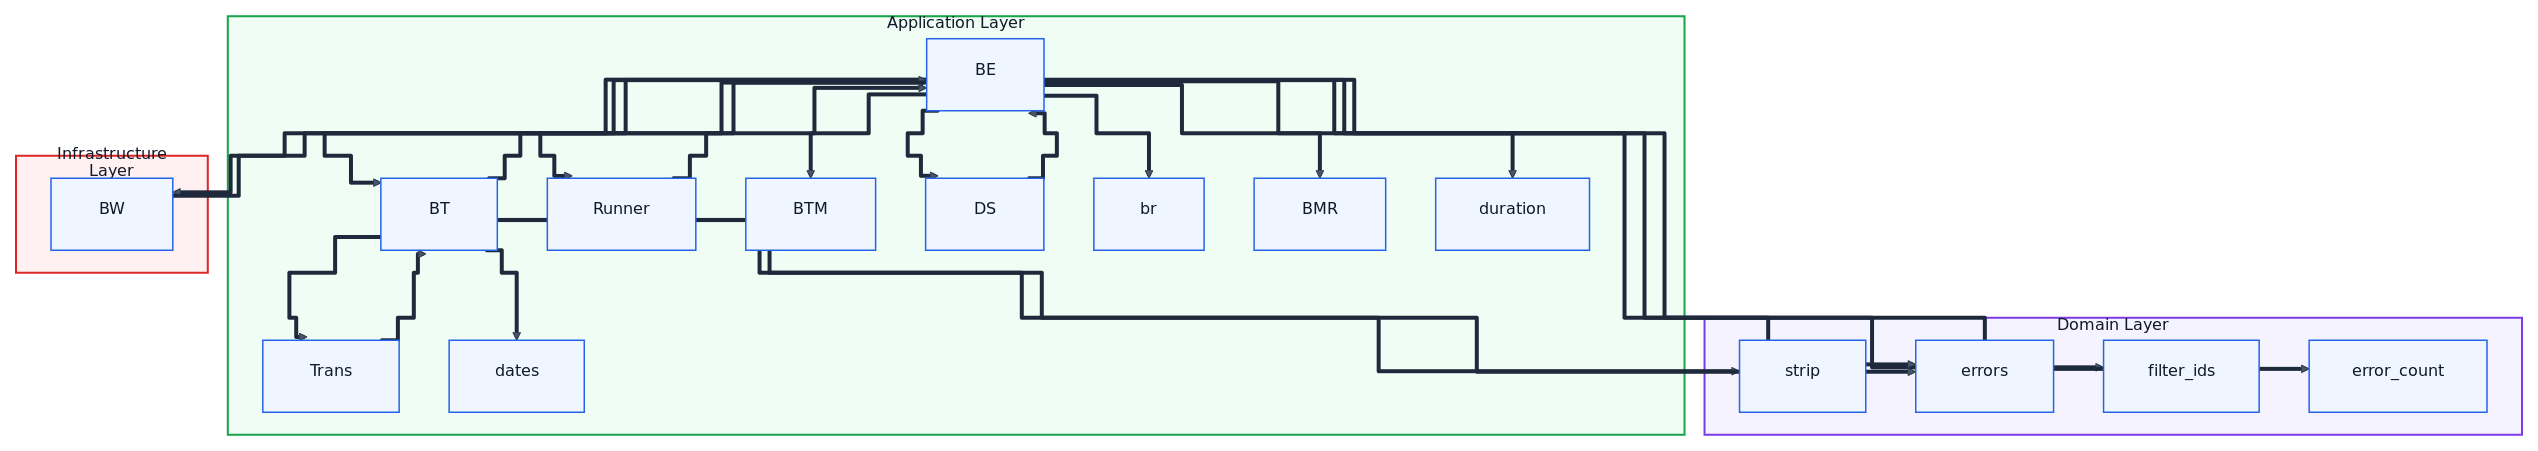 Application Layer
BE
Infrastructure
Layer
BW
BT
Runner
BTM
DS
br
BMR
duration
Domain Layer
Trans
dates
strip
errors
filter_ids
error_count